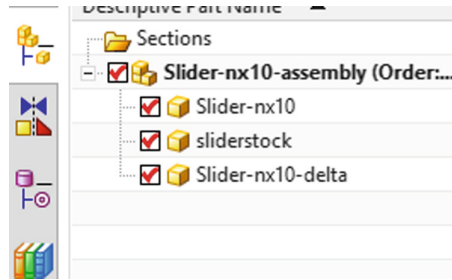 Descriptive Part Name
Sections
Slider-nx10-assembly (Order:...
Slider-nx10
sliderstock
Slider-nx10-delta